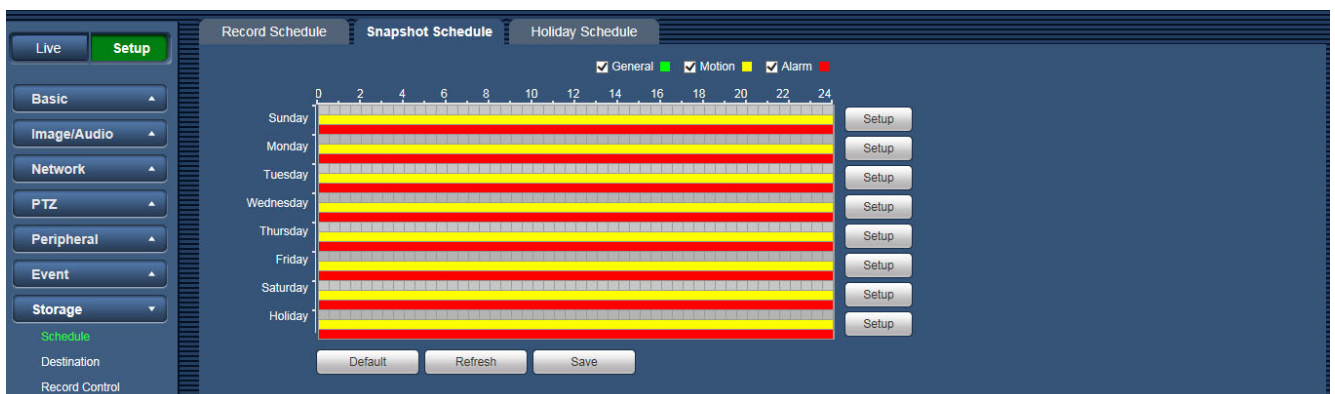 Record Schedule Snapshot Schedule Holiday Schedule
Live Setup
General Motion Alarm
Basic
Image/Audio
Network
PTZ
Peripheral
Event
Storage
Schedule
Destination
Record Control
0 2 4 6 8 10 12 14 16 18 20 22 24
Sunday Setup
Monday Setup
Tuesday Setup
Wednesday Setup
Thursday Setup
Friday Setup
Saturday Setup
Holiday Setup
Default Refresh Save